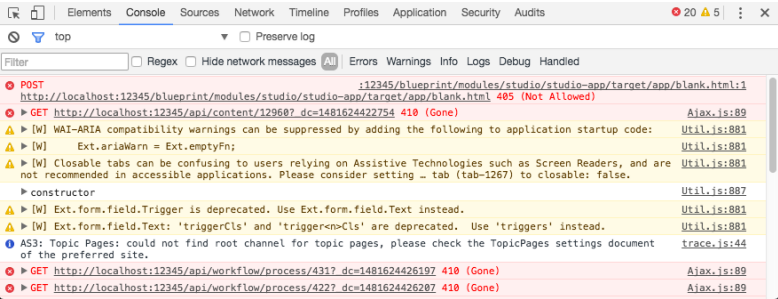 Elements Console Sources Network Timeline Profiles Application Security Audits 20 5
top Preserve log
Filter Regex Hide network messages All Errors Warnings Info Logs Debug Handled
POST :12345/blueprint/modules/studio/studio-app/target/app/blank.html:1
http://localhost:12345/blueprint/modules/studio/studio-app/target/app/blank.html 405 (Not Allowed)
GET http://localhost:12345/api/content/12960?_dc=1481624422754 410 (Gone) Ajax.js:89
[W] WAI-ARIA compatibility warnings can be suppressed by adding the following to application startup code: Util.js:881
[W] Ext.ariaWarn = Ext.emptyFn; Util.js:881
[W] Closable tabs can be confusing to users relying on Assistive Technologies such as Screen Readers, and are Util.js:881
not recommended in accessible applications. Please consider setting … tab (tab-1267) to closable: false.
constructor Util.js:887
[W] Ext.form.field.Trigger is deprecated. Use Ext.form.field.Text instead. Util.js:881
[W] Ext.form.field.Text: 'triggerCls' and 'trigger<n>Cls' are deprecated. Use 'triggers' instead. Util.js:881
AS3: Topic Pages: could not find root channel for topic pages, please check the TopicPages settings document trace.js:44
of the preferred site.
GET http://localhost:12345/api/workflow/process/431?_dc=1481624426197 410 (Gone) Ajax.js:89
GET http://localhost:12345/api/workflow/process/422?_dc=1481624426207 410 (Gone) Ajax.js:89